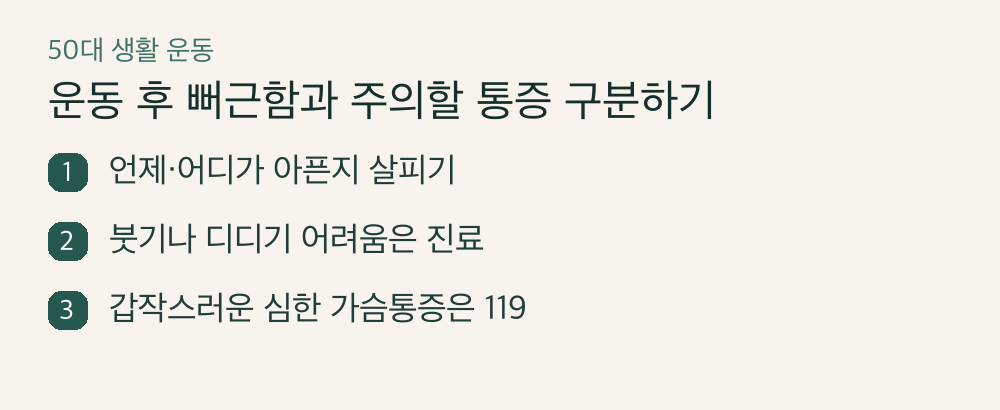 50대 생활 운동
운동 후 뻐근함과 주의할 통증 구분하기
1 언제·어디가 아픈지 살피기
2 붓기나 디디기 어려움은 진료
3 갑작스러운 심한 가슴통증은 119